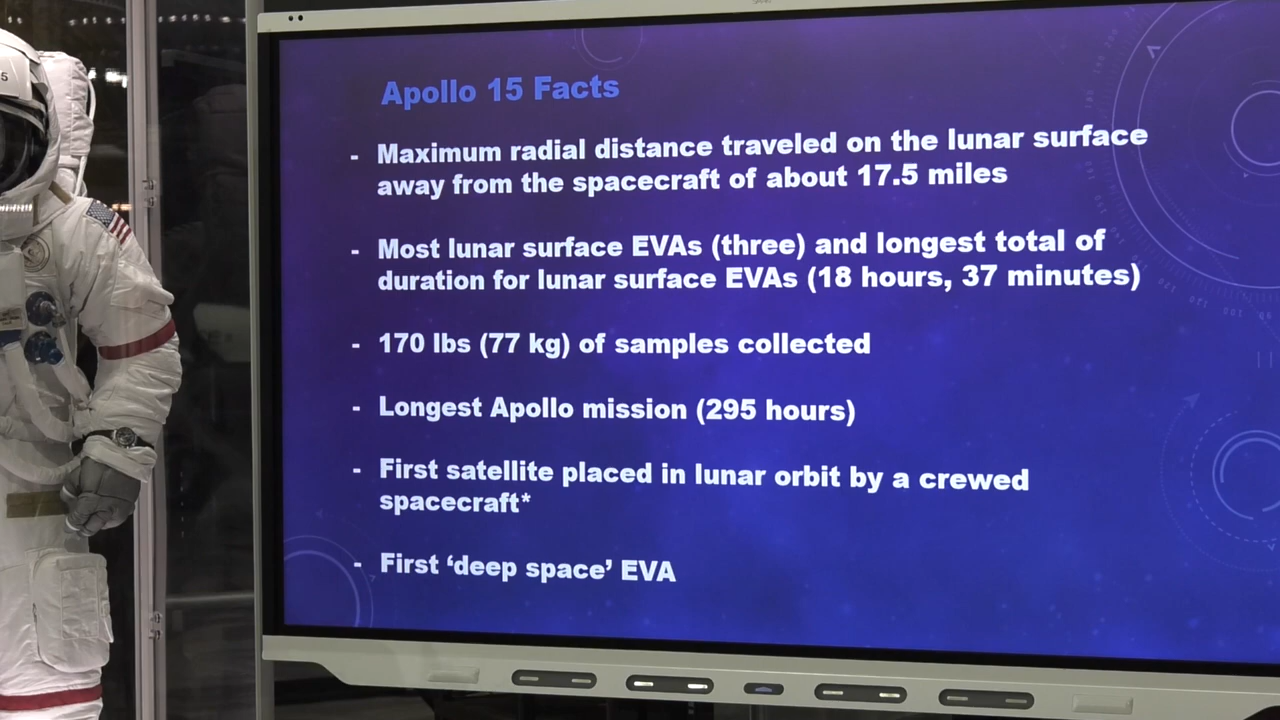 5
Apollo 15 Facts
- Maximum radial distance traveled on the lunar surface
away from the spacecraft of about 17.5 miles
- Most lunar surface EVAs (three) and longest total of
duration for lunar surface EVAs (18 hours, 37 minutes)
- 170 lbs (77 kg) of samples collected
- Longest Apollo mission (295 hours)
- First satellite placed in lunar orbit by a crewed
spacecraft*
- First ‘deep space’ EVA